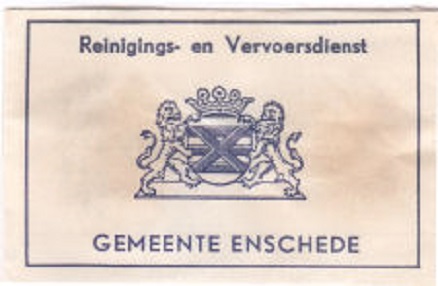 Reinigings- en Vervoersdienst
GEMEENTE ENSCHEDE